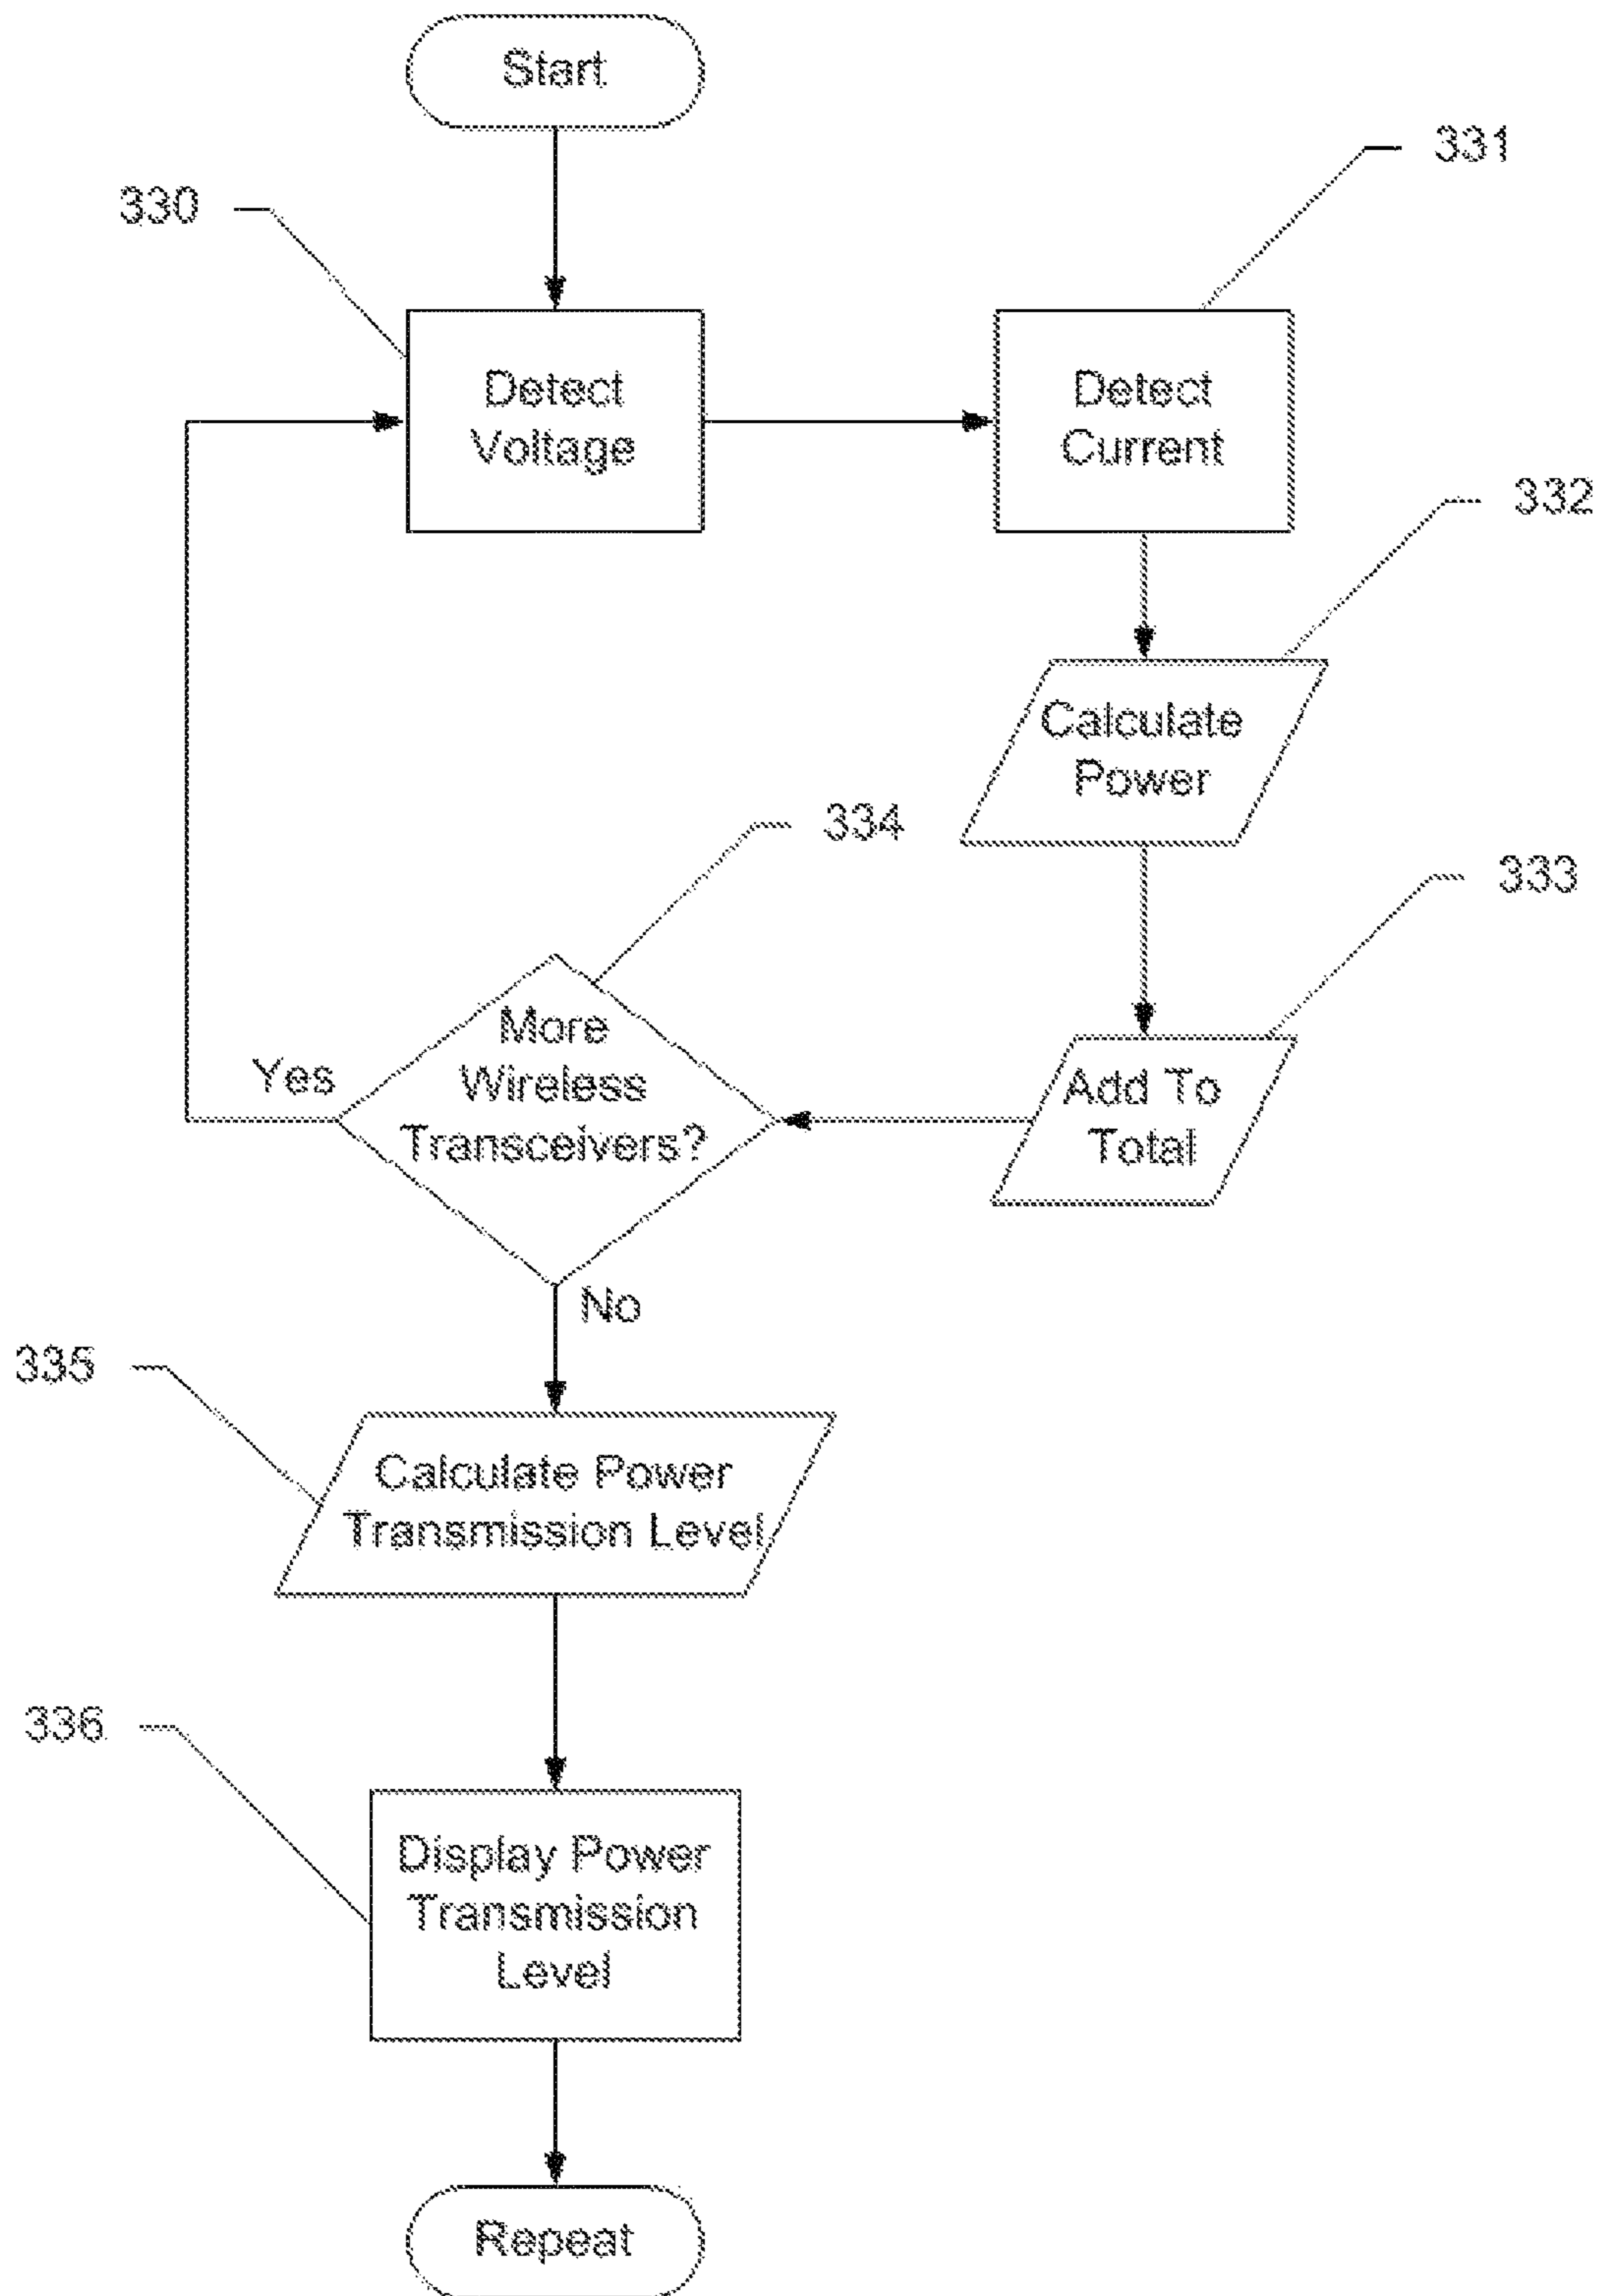 Start
331
330
Detect
Voltage
Detect
Current
332
Calculate
Power
334
333
More
Wireless
Transceivers?
Yes
Add To
Total
No
335
Calculate Power
Transmission Level
336
Display Power
Transmission
Level
Repeat